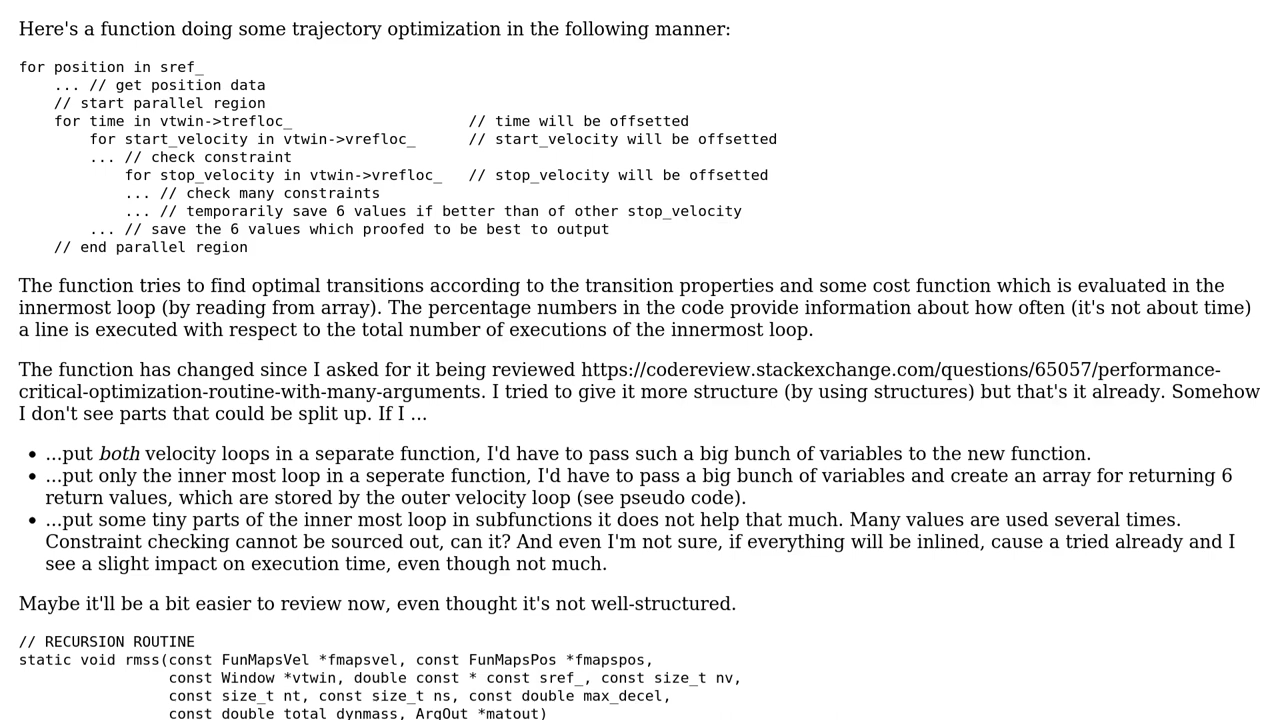 Here's a function doing some trajectory optimization in the following manner:
for position in sref_
... // get position data
// start parallel region
for time in vtwin->trefloc_ // time will be offsetted
for start_velocity in vtwin->vrefloc_ // start_velocity will be offsetted
... // check constraint
for stop_velocity in vtwin->vrefloc_ // stop_velocity will be offsetted
... // check many constraints
... // temporarily save 6 values if better than of other stop_velocity
... // save the 6 values which proofed to be best to output
// end parallel region
The function tries to find optimal transitions according to the transition properties and some cost function which is evaluated in the
innermost loop (by reading from array). The percentage numbers in the code provide information about how often (it's not about time)
a line is executed with respect to the total number of executions of the innermost loop.
The function has changed since I asked for it being reviewed https://codereview.stackexchange.com/questions/65057/performance-
critical-optimization-routine-with-many-arguments. I tried to give it more structure (by using structures) but that's it already. Somehow
I don't see parts that could be split up. If I ...
• ...put both velocity loops in a separate function, I'd have to pass such a big bunch of variables to the new function.
• ...put only the inner most loop in a seperate function, I'd have to pass a big bunch of variables and create an array for returning 6
return values, which are stored by the outer velocity loop (see pseudo code).
• ...put some tiny parts of the inner most loop in subfunctions it does not help that much. Many values are used several times.
Constraint checking cannot be sourced out, can it? And even I'm not sure, if everything will be inlined, cause a tried already and I
see a slight impact on execution time, even though not much.
Maybe it'll be a bit easier to review now, even thought it's not well-structured.
// RECURSION ROUTINE
static void rmss(const FunMapsVel *fmapsvel, const FunMapsPos *fmapspos,
const Window *vtwin, double const * const sref_, const size_t nv,
const size_t nt, const size_t ns, const double max_decel,
const double total_dynmass, ArgOut *matout)